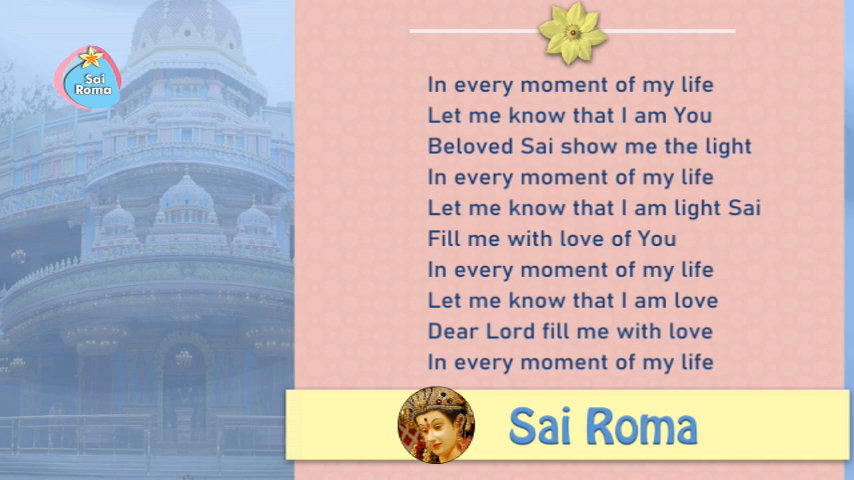 Sai
Roma
In every moment of my life
Let me know that I am You
Beloved Sai show me the light
In every moment of my life
Let me know that I am light Sai
Fill me with love of You
In every moment of my life
Let me know that I am love
Dear Lord fill me with love
In every moment of my life
Sai Roma